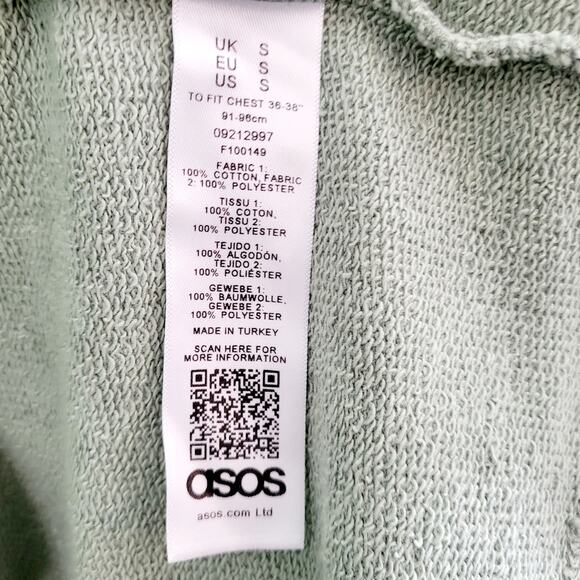 UK S
EU S
US S
TO FIT CHEST 36-38"
91-96cm
09212997
F100149
FABRIC 1:
100% COTTON, FABRIC
2: 100% POLYESTER
TISSU 1:
100% COTON,
TISSU 2:
100% POLYESTER
TEJIDO 1:
100% ALGODÓN,
TEJIDO 2:
100% POLIÉSTER
GEWEBE 1:
100% BAUMWOLLE,
GEWEBE 2:
100% POLYESTER
MADE IN TURKEY
SCAN HERE FOR
MORE INFORMATION
asos
asos.com Ltd